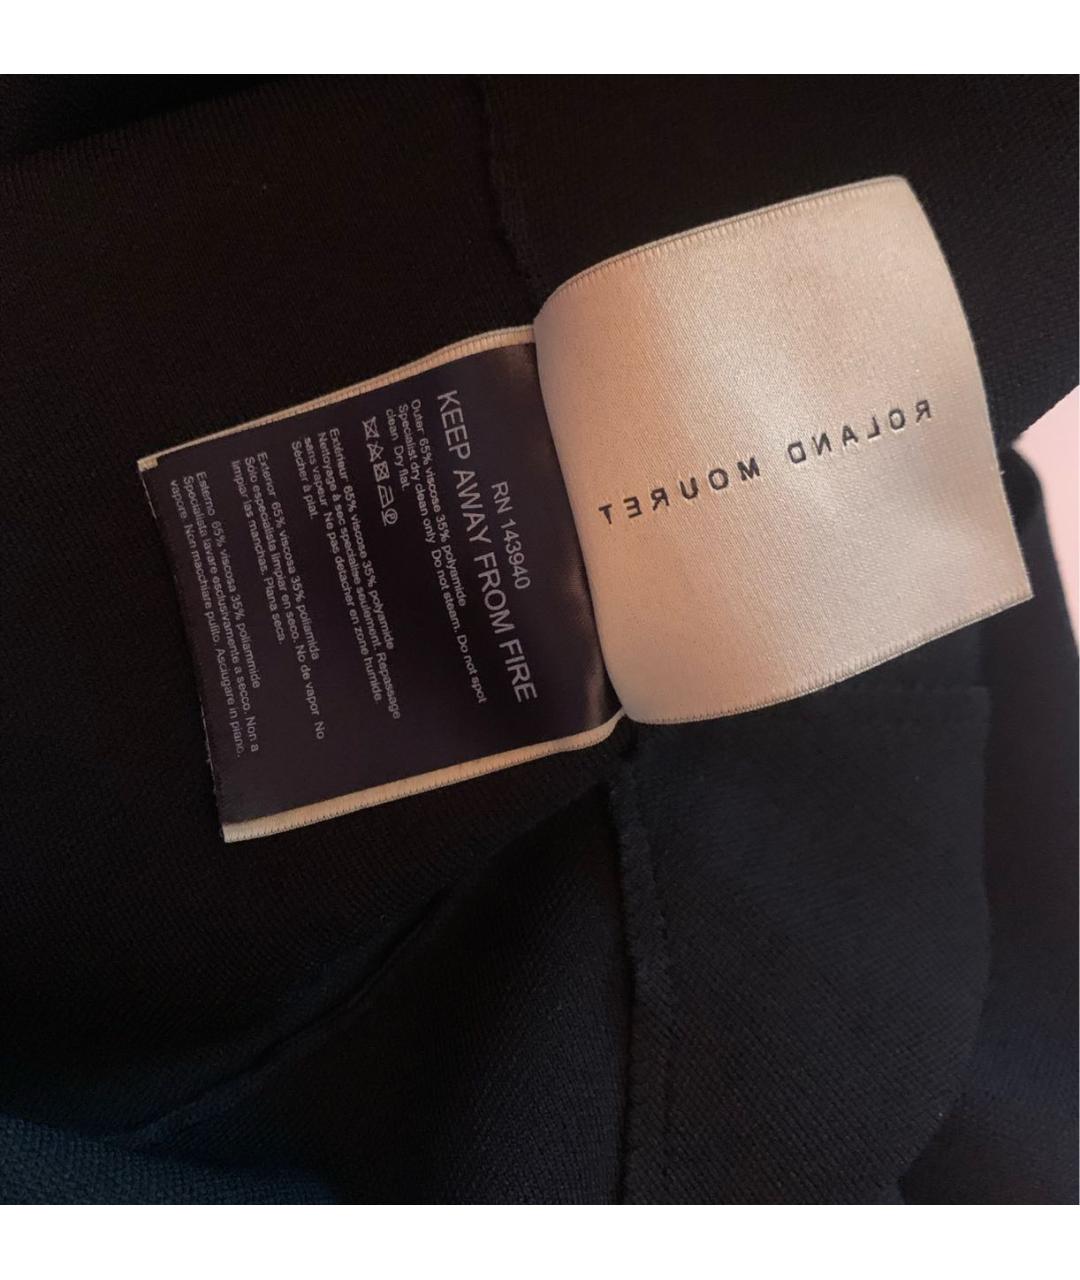 ROLAND MOURET
RN 143940
KEEP AWAY FROM FIRE
Outer 65% viscose 35% polyamide
Specialist dry clean only. Do not steam. Do not spot
clean. Dry flat.
Extérieur 65% viscose 35% polyamide
Nettoyage à sec specialise seulement. Repassage
sans vapeur. Ne pas detacher en zone humide.
Sécher à plat.
Exterior 65% viscosa 35% poliamida
Sólo especialista limpiar en seco. No de vapor No
limpiar las manchas. Plana seca.
Esterno 65% viscosa 35% poliammide
Specialista lavare esclusivamente a secco. Non a
vapore. Non macchiare pulito. Asciugare in piano.